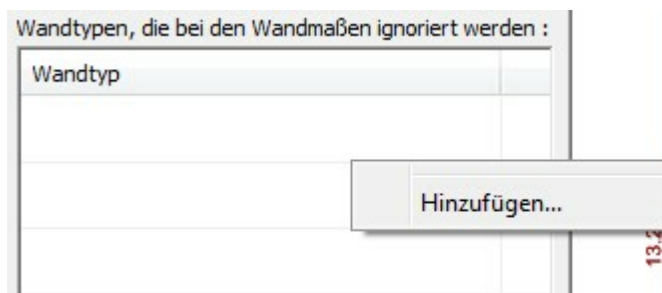 Wandtypen, die bei den Wandmaßen ignoriert werden :
Wandtyp
Hinzufügen...